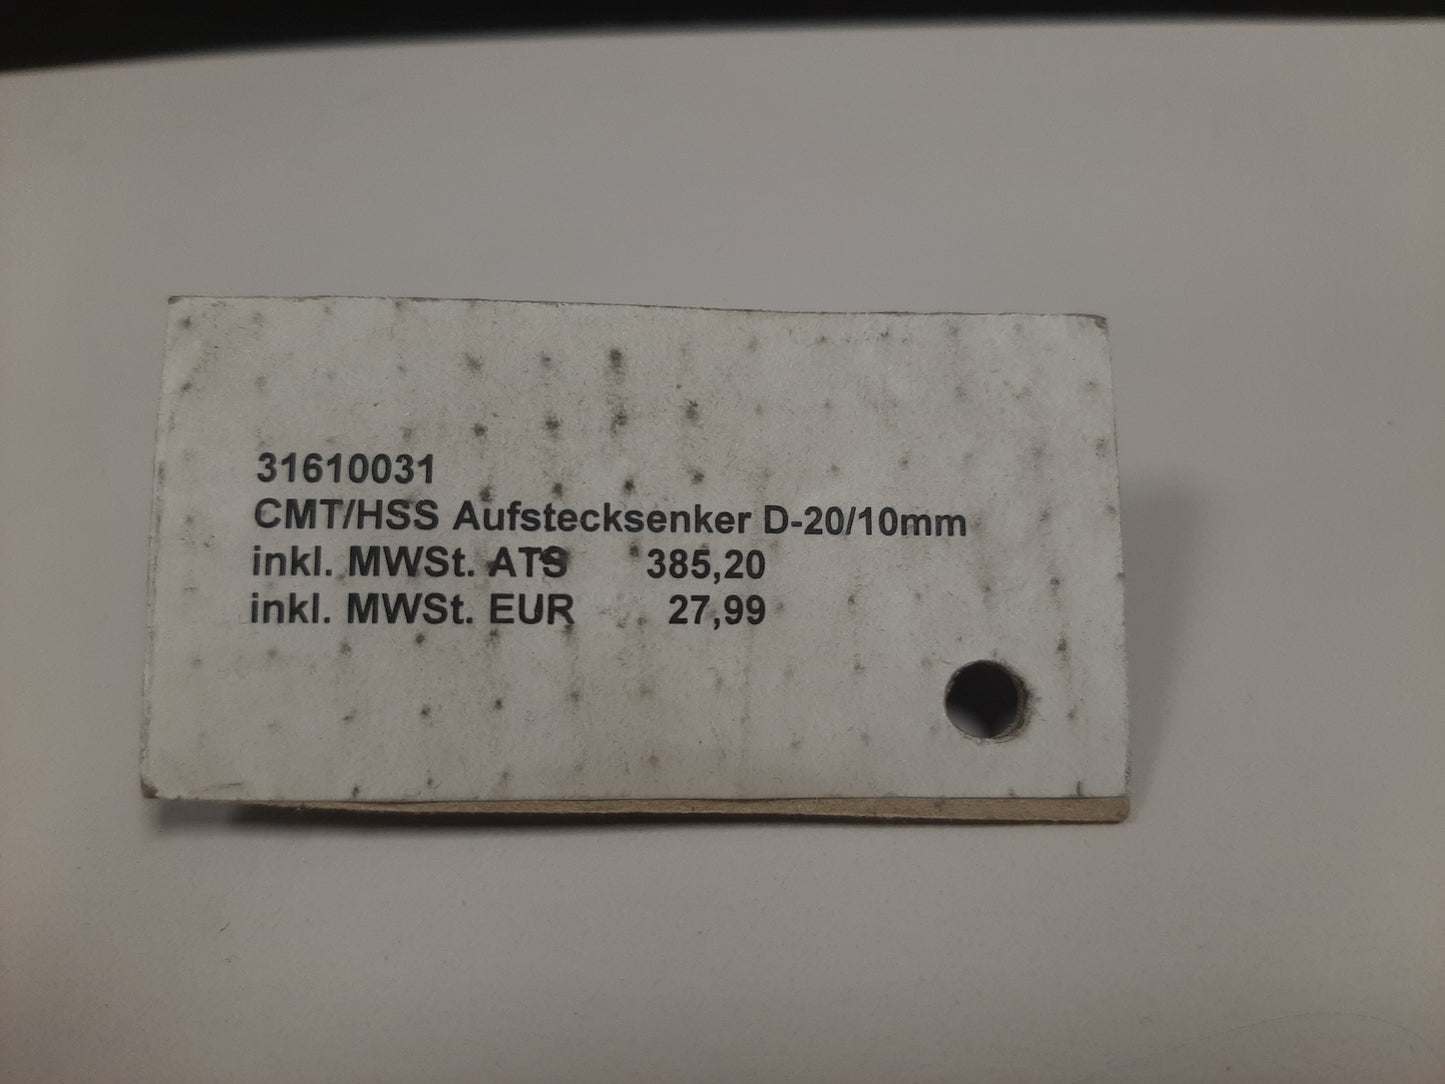 31610031
CMT/HSS Aufstecksenker D-20/10mm
inkl. MWSt. ATS 385,20
inkl. MWSt. EUR 27,99